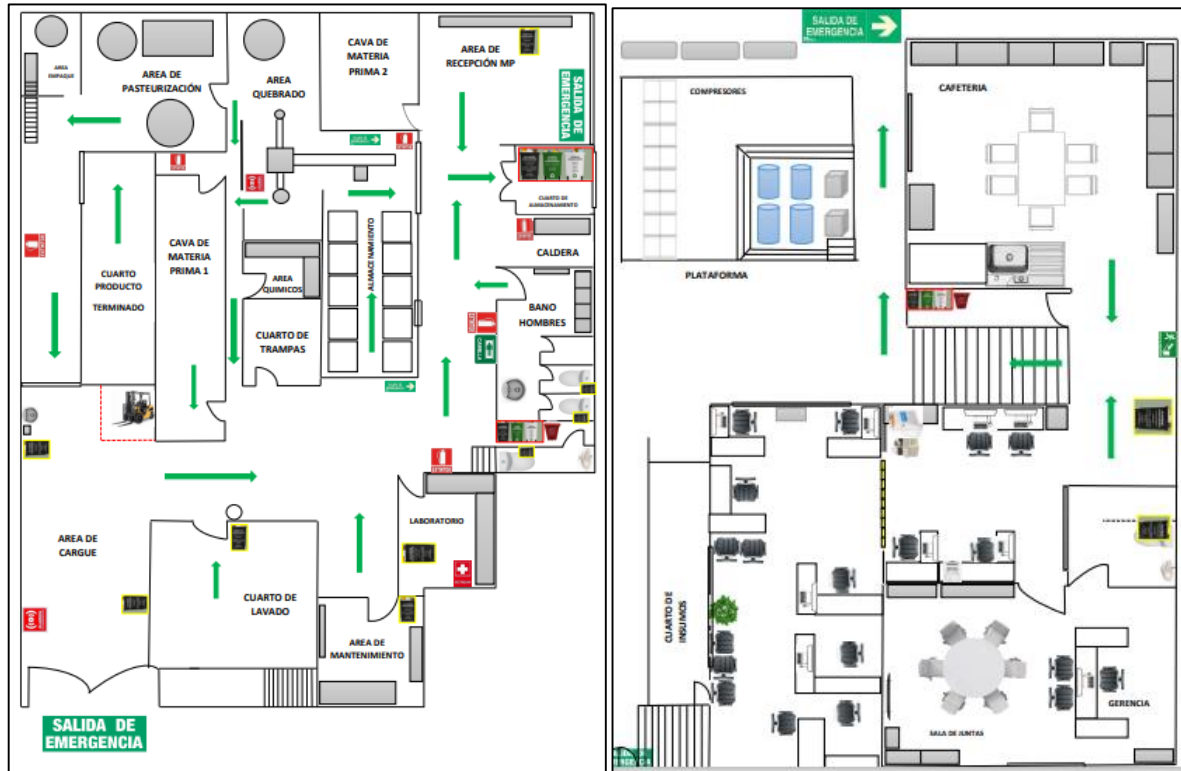 AREA
EMPAQUE
AREA DE
PASTEURIZACIÓN
AREA
QUEBRADO
CAVA DE
MATERIA
PRIMA 2
AREA DE
RECEPCIÓN MP
SALIDA DE
EMERGENCIA
CUARTO DE
ALMACENAMIENTO
CALDERA
CAVA DE
MATERIA
PRIMA 1
CUARTO
PRODUCTO
TERMINADO
AREA
QUIMICOS
ALMACENAMIENTO
CUARTO DE
TRAMPAS
BANO
HOMBRES
CAMILLA
LABORATORIO
AREA DE
CARGUE
CUARTO DE
LAVADO
AREA DE
MANTENIMIENTO
SALIDA DE
EMERGENCIA
SALIDA DE
EMERGENCIA
COMPRESORES
CAFETERIA
PLATAFORMA
CUARTO DE
INSUMOS
SALA DE JUNTAS
GERENCIA